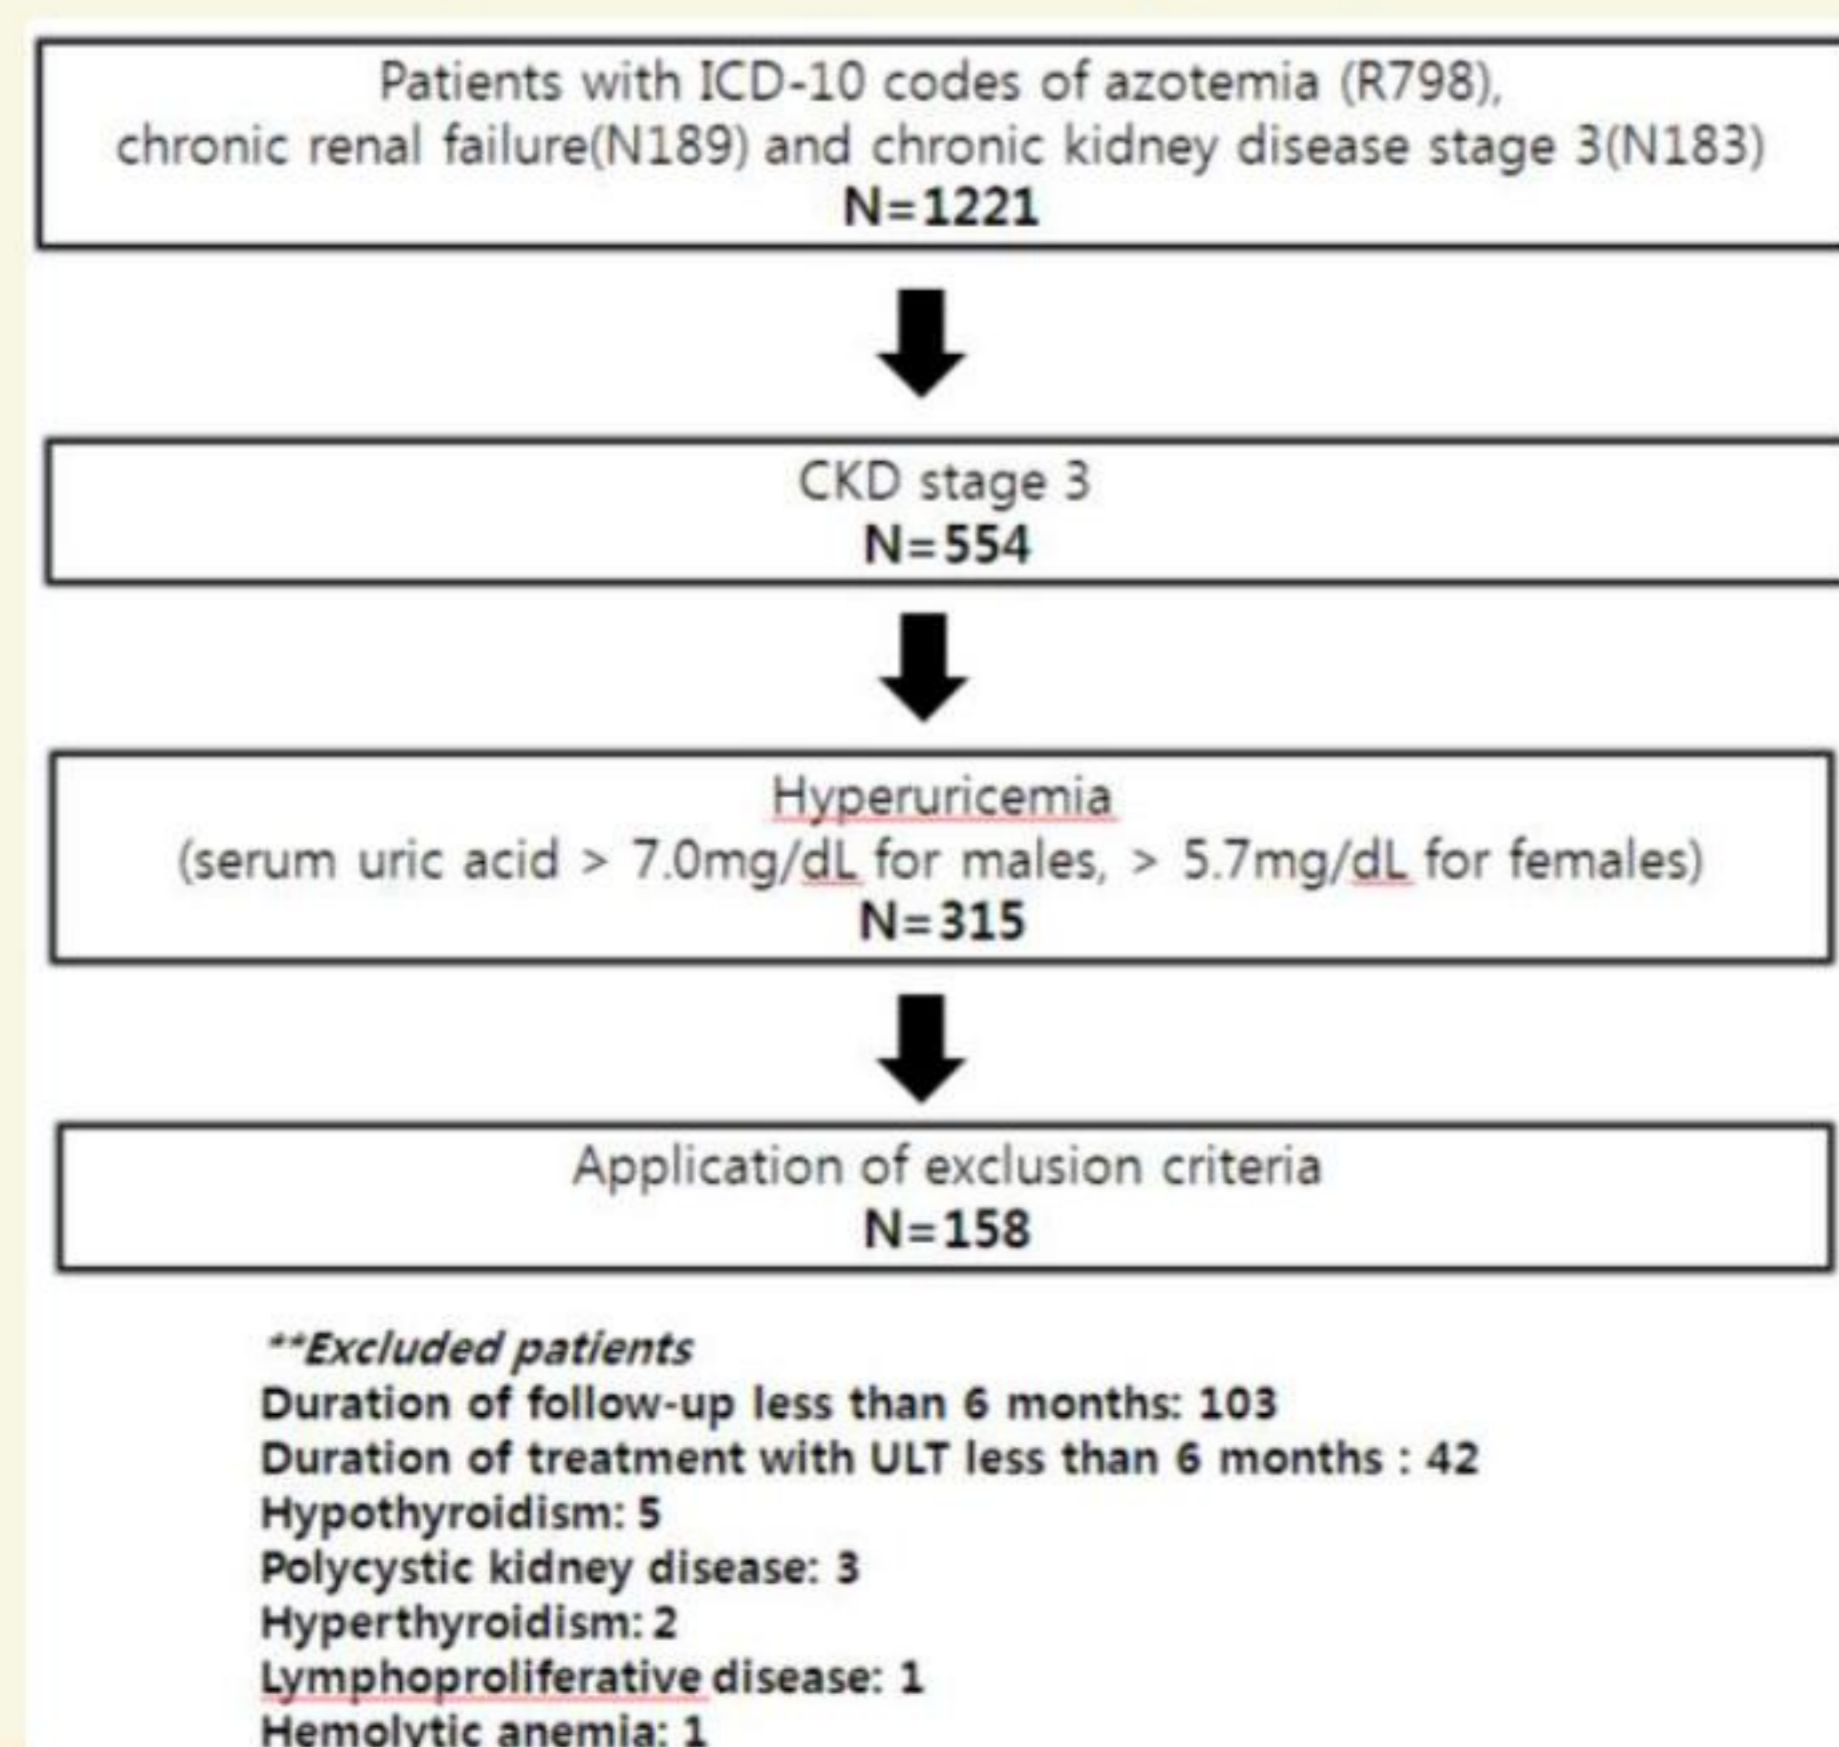 Patients with ICD-10 codes of azotemia (R798),
chronic renal failure(N189) and chronic kidney disease stage 3(N183)
N=1221
CKD stage 3
N=554
Hyperuricemia
(serum uric acid > 7.0mg/dL for males, > 5.7mg/dL for females)
N=315
Application of exclusion criteria
N=158
**Excluded patients
Duration of follow-up less than 6 months: 103
Duration of treatment with ULT less than 6 months : 42
Hypothyroidism: 5
Polycystic kidney disease: 3
Hyperthyroidism: 2
Lymphoproliferative disease: 1
Hemolytic anemia: 1